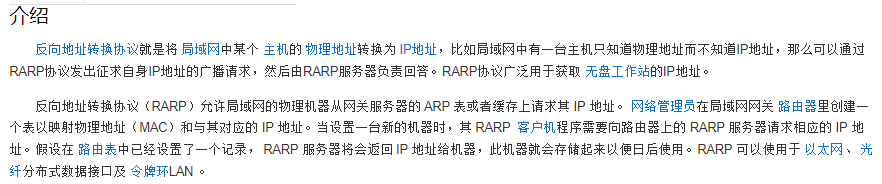 介绍
反向地址转换协议就是将 局域网中某个 主机的 物理地址转换为 IP地址，比如局域网中有一台主机只知道物理地址而不知道IP地址，那么可以通过
RARP协议发出征求自身IP地址的广播请求，然后由RARP服务器负责回答。RARP协议广泛用于获取 无盘工作站的IP地址。
反向地址转换协议（RARP）允许局域网的物理机器从网关服务器的 ARP 表或者缓存上请求其 IP 地址。 网络管理员在局域网网关 路由器里创建一
个表以映射物理地址（MAC）和与其对应的 IP 地址。当设置一台新的机器时，其 RARP 客户机程序需要向路由器上的 RARP 服务器请求相应的 IP 地
址。假设在 路由表中已经设置了一个记录， RARP 服务器将会返回 IP 地址给机器，此机器就会存储起来以便日后使用。RARP 可以使用于 以太网 、 光
纤分布式数据接口及 令牌环LAN 。